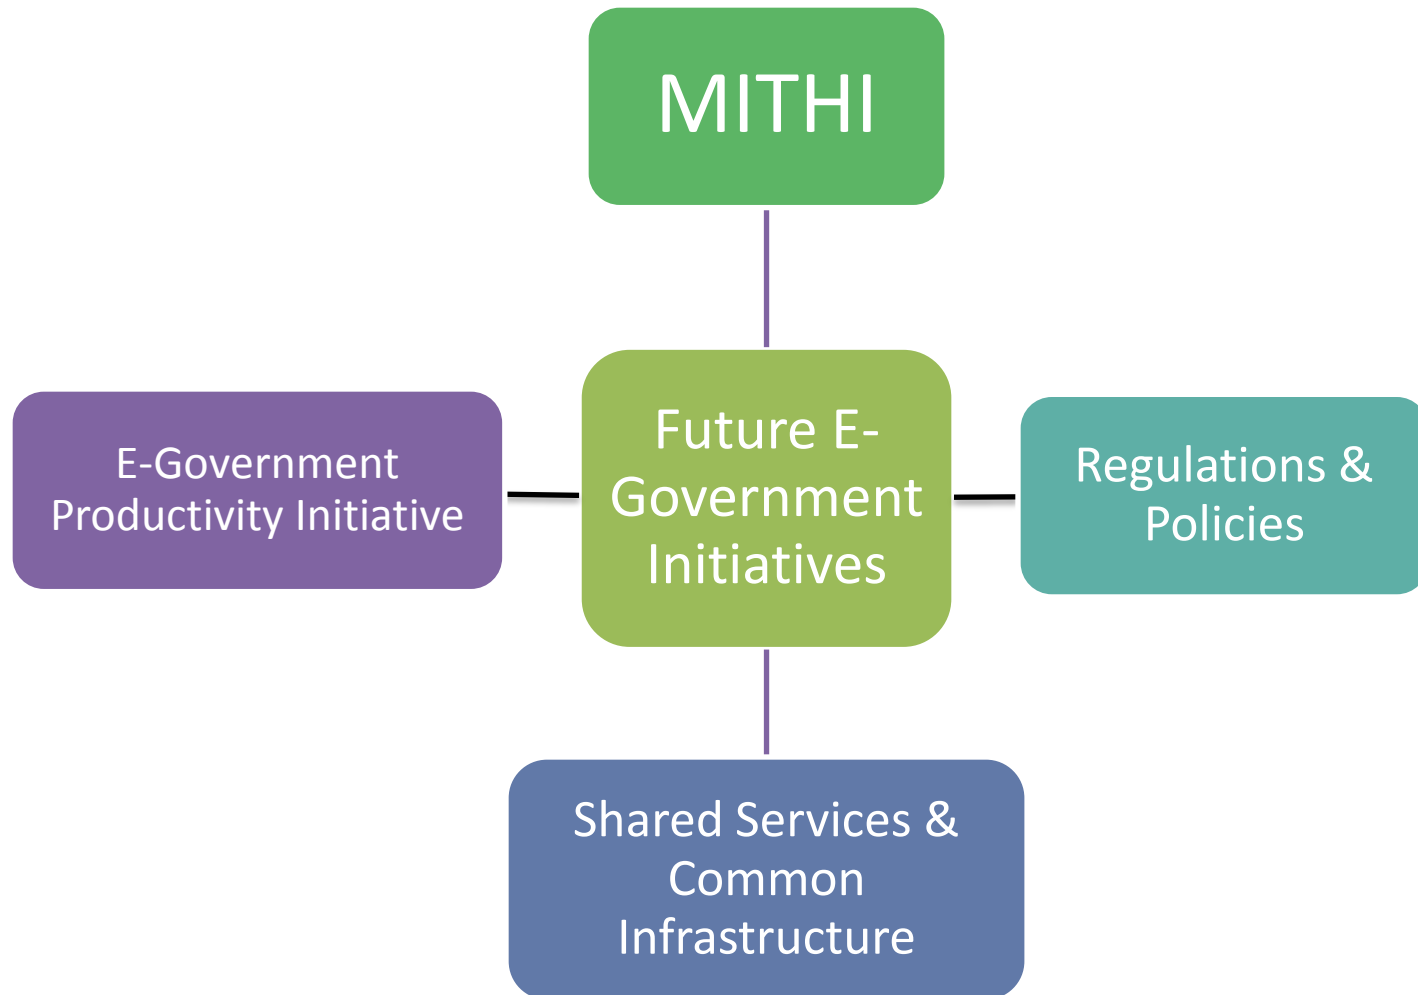 MITHI
E-Government
Productivity Initiative
Future E-
Government
Initiatives
Regulations &
Policies
Shared Services &
Common
Infrastructure